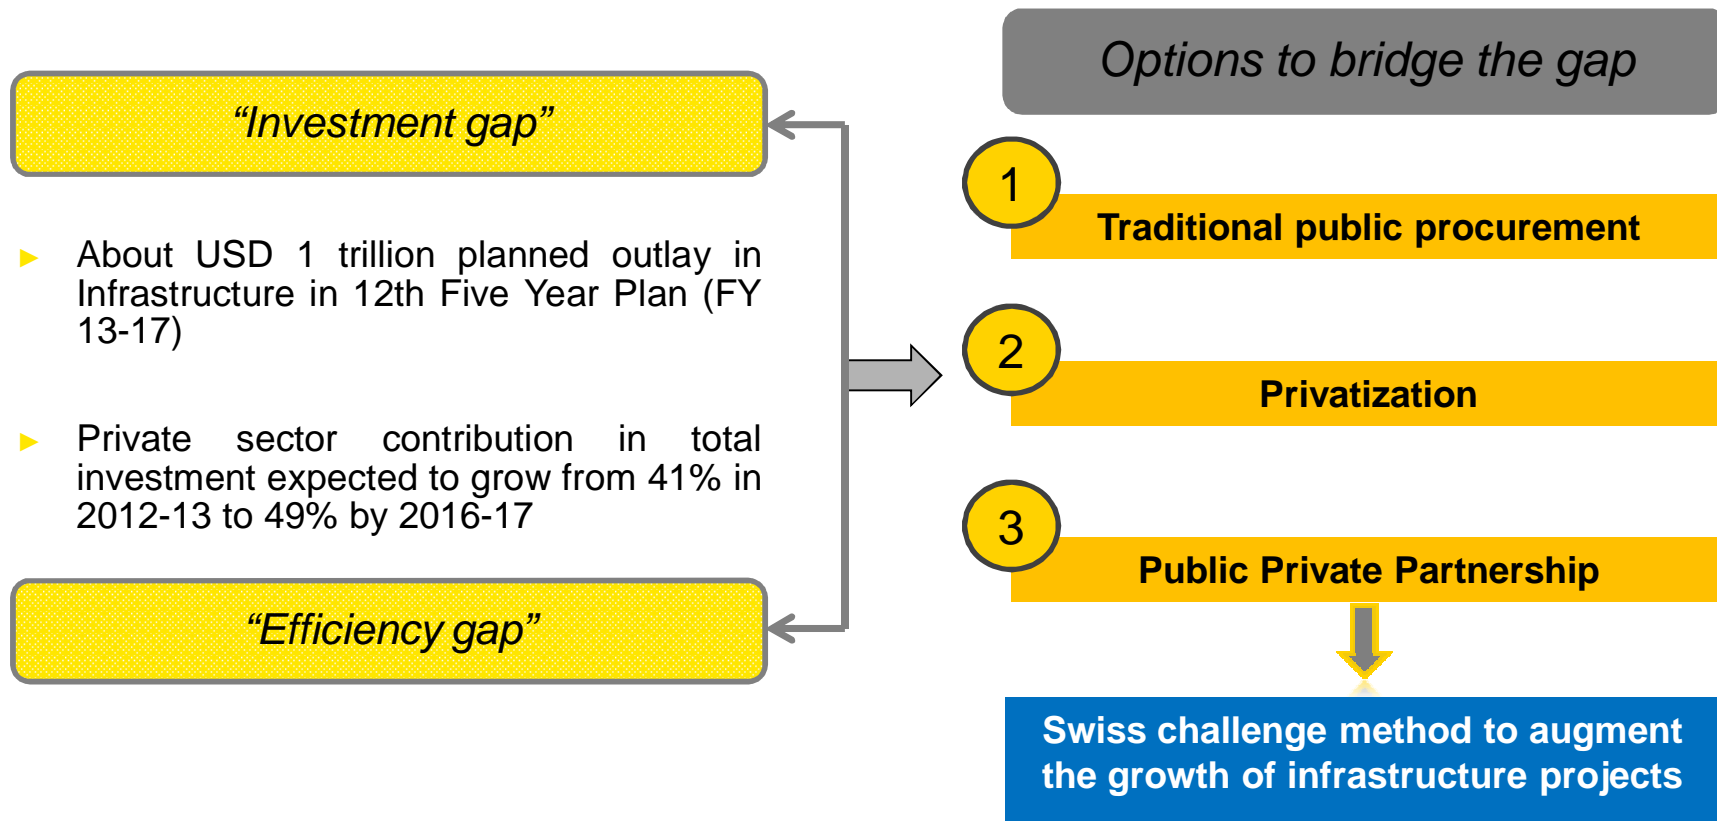 “Investment gap”
► About USD 1 trillion planned outlay in
Infrastructure in 12th Five Year Plan (FY
13-17)
► Private sector contribution in total
investment expected to grow from 41% in
2012-13 to 49% by 2016-17
“Efficiency gap”
Options to bridge the gap
1
Traditional public procurement
2
Privatization
3
Public Private Partnership
Swiss challenge method to augment
the growth of infrastructure projects